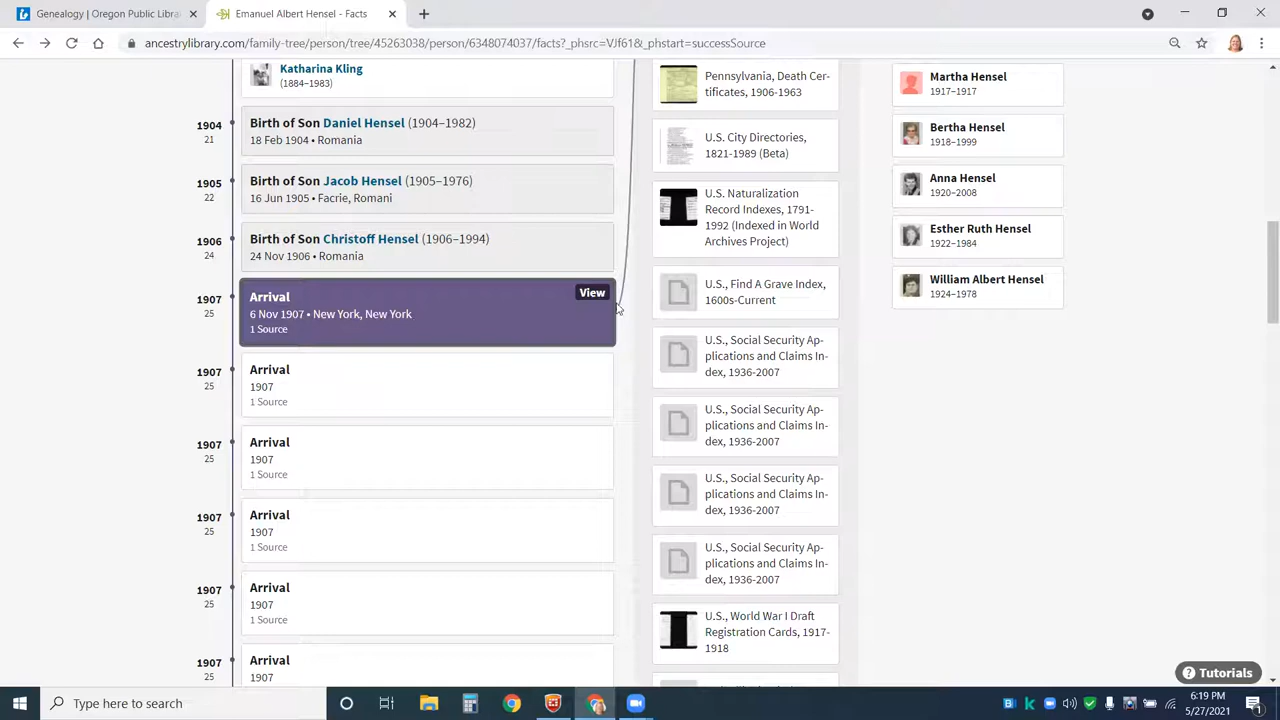 Genealogy | Oregon Public Libra
Emanuel Albert Hensel - Facts
ancestrylibrary.com/family-tree/person/tree/45263038/person/6348074037/facts?_phsrc=VJf61&_phstart=successSource
Katharina Kling
(1884–1983)
1904
21
Birth of Son Daniel Hensel (1904–1982)
18 Feb 1904 • Romania
1905
22
Birth of Son Jacob Hensel (1905–1976)
16 Jun 1905 • Facrie, Romani
1906
24
Birth of Son Christoff Hensel (1906–1994)
24 Nov 1906 • Romania
1907
25
Arrival
View
6 Nov 1907 • New York, New York
1 Source
1907
25
Arrival
1907
1 Source
1907
25
Arrival
1907
1 Source
1907
25
Arrival
1907
1 Source
1907
25
Arrival
1907
1 Source
1907
25
Arrival
1907
Pennsylvania, Death Cer-
tificates, 1906-1963
U.S. City Directories,
1821-1989 (Beta)
U.S. Naturalization
Record Indexes, 1791-
1992 (Indexed in World
Archives Project)
U.S., Find A Grave Index,
1600s-Current
U.S., Social Security Ap-
plications and Claims In-
dex, 1936-2007
U.S., Social Security Ap-
plications and Claims In-
dex, 1936-2007
U.S., Social Security Ap-
plications and Claims In-
dex, 1936-2007
U.S., Social Security Ap-
plications and Claims In-
dex, 1936-2007
U.S., World War I Draft
Registration Cards, 1917-
1918
Martha Hensel
1917–1917
Bertha Hensel
1918–1999
Anna Hensel
1920–2008
Esther Ruth Hensel
1922–1984
William Albert Hensel
1924–1978
? Tutorials
Type here to search
6:19 PM
5/27/2021